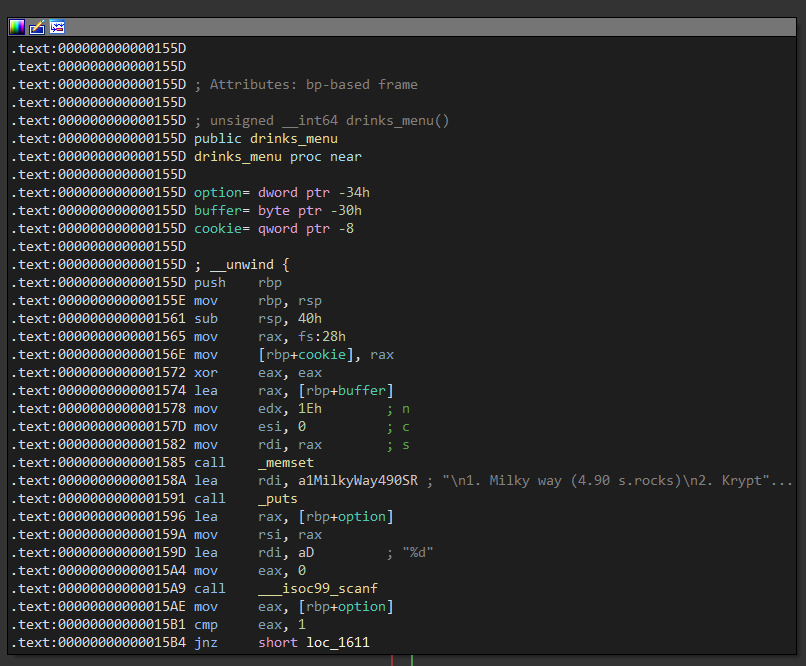 .text:000000000000155D
.text:000000000000155D
.text:000000000000155D ; Attributes: bp-based frame
.text:000000000000155D
.text:000000000000155D ; unsigned __int64 drinks_menu()
.text:000000000000155D public drinks_menu
.text:000000000000155D drinks_menu proc near
.text:000000000000155D
.text:000000000000155D option= dword ptr -34h
.text:000000000000155D buffer= byte ptr -30h
.text:000000000000155D cookie= qword ptr -8
.text:000000000000155D
.text:000000000000155D ; __unwind {
.text:000000000000155D push    rbp
.text:000000000000155E mov     rbp, rsp
.text:0000000000001561 sub     rsp, 40h
.text:0000000000001565 mov     rax, fs:28h
.text:000000000000156E mov     [rbp+cookie], rax
.text:0000000000001572 xor     eax, eax
.text:0000000000001574 lea     rax, [rbp+buffer]
.text:0000000000001578 mov     edx, 1Eh        ; n
.text:000000000000157D mov     esi, 0          ; c
.text:0000000000001582 mov     rdi, rax        ; s
.text:0000000000001585 call    _memset
.text:000000000000158A lea     rdi, a1MilkyWay490SR ; "\n1. Milky way (4.90 s.rocks)\n2. Krypt"...
.text:0000000000001591 call    _puts
.text:0000000000001596 lea     rax, [rbp+option]
.text:000000000000159A mov     rsi, rax
.text:000000000000159D lea     rdi, aD         ; "%d"
.text:00000000000015A4 mov     eax, 0
.text:00000000000015A9 call    ___isoc99_scanf
.text:00000000000015AE mov     eax, [rbp+option]
.text:00000000000015B1 cmp     eax, 1
.text:00000000000015B4 jnz     short loc_1611